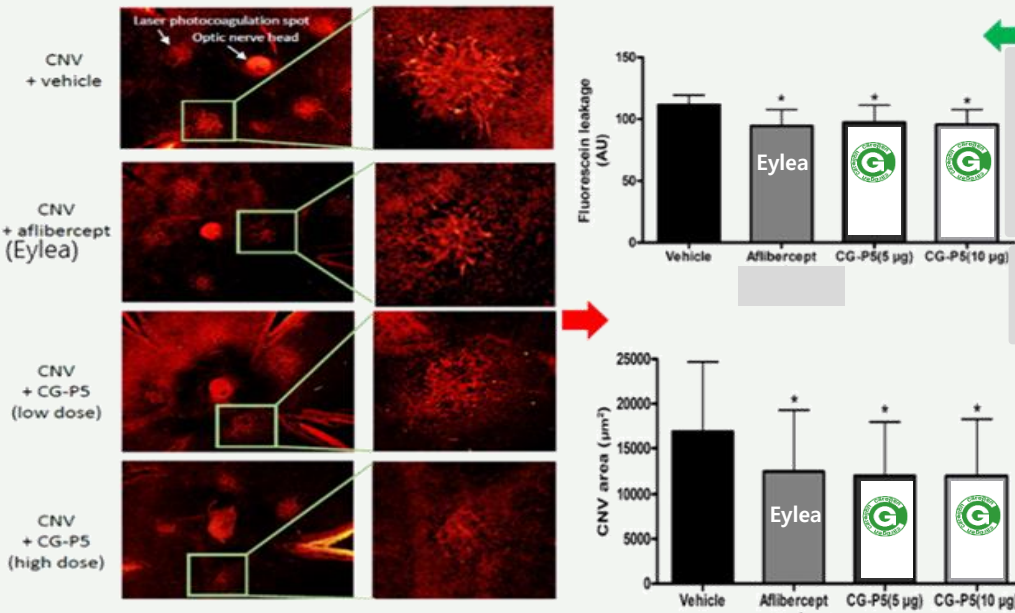 Laser photocoagulation spot
Optic nerve head
CNV
+ vehicle
CNV
+ aflibercept
(Eylea)
CNV
+ CG-P5
(low dose)
CNV
+ CG-P5
(high dose)
Fluorescein leakage
(AU)
150
100
50
0
*
*
*
Eylea
G
G
Vehicle
Aflibercept
CG-P5(5 µg)
CG-P5(10 µg)
CNV area (µm²)
25000
20000
15000
10000
5000
0
*
*
*
Eylea
G
G
Vehicle
Aflibercept
CG-P5(5 µg)
CG-P5(10 µg)